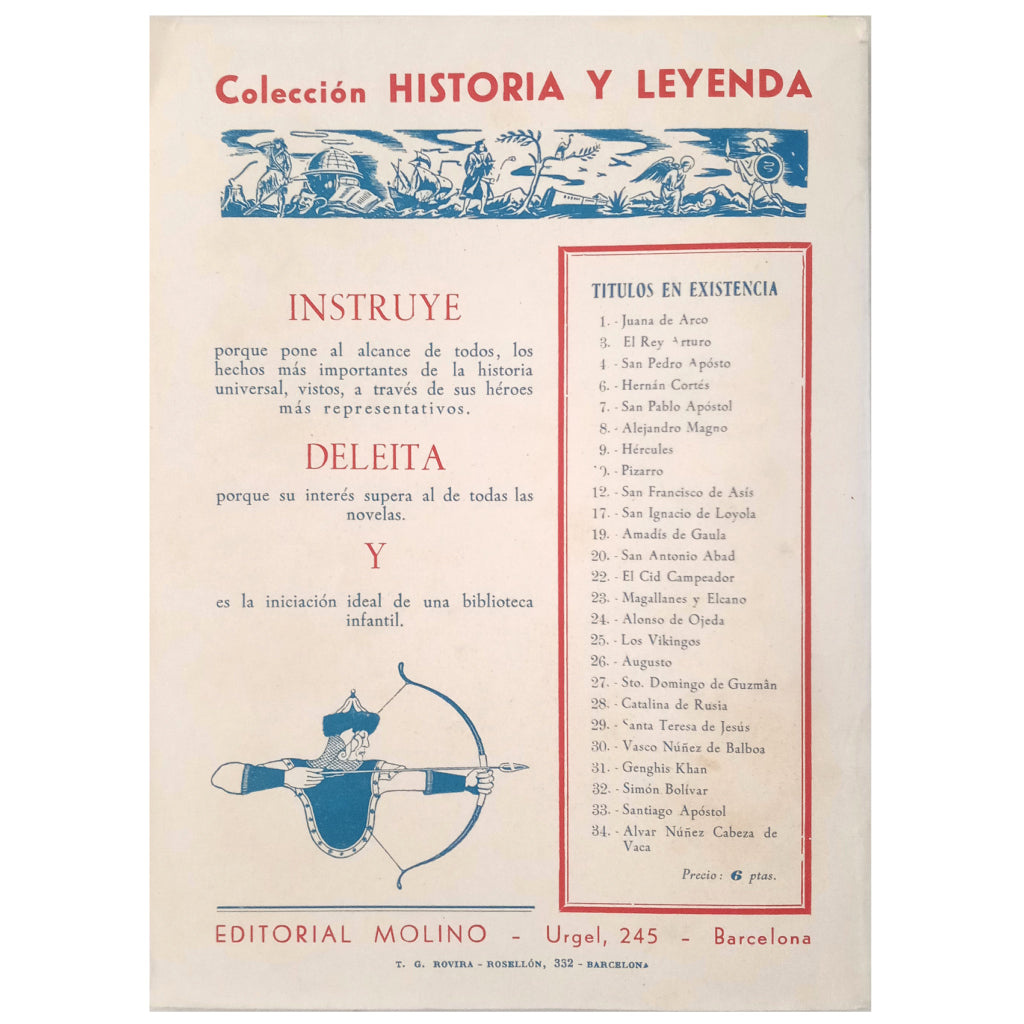 Colección HISTORIA Y LEYENDA
INSTRUYE
porque pone al alcance de todos, los
hechos más importantes de la historia
universal, vistos, a través de sus héroes
más representativos.
DELEITA
porque su interés supera al de todas las
novelas.
Y
es la iniciación ideal de una biblioteca
infantil.
TITULOS EN EXISTENCIA
1. - Juana de Arco
3. El Rey Arturo
4 - San Pedro Apósto
6. - Hernán Cortés
7. - San Pablo Apóstol
8. - Alejandro Magno
9. - Hércules
- Pizarro
12. - San Francisco de Asís
17. - San Ignacio de Loyola
19. - Amadís de Gaula
20. - San Antonio Abad
22. - El Cid Campeador
23. - Magallanes y Elcano
24. - Alonso de Ojeda
25. - Los Vikingos
26. - Augusto
27. - Sto. Domingo de Guzmán
28. - Catalina de Rusia
29. - Santa Teresa de Jesús
30. - Vasco Núñez de Balboa
31. - Genghis Khan
32. - Simón Bolívar
33. - Santiago Apóstol
34. - Alvar Núñez Cabeza de
Vaca
Precio: 6 ptas.
EDITORIAL MOLINO - Urgel, 245 - Barcelona
T. G. ROVIRA - ROSELLÓN, 332 - BARCELONA